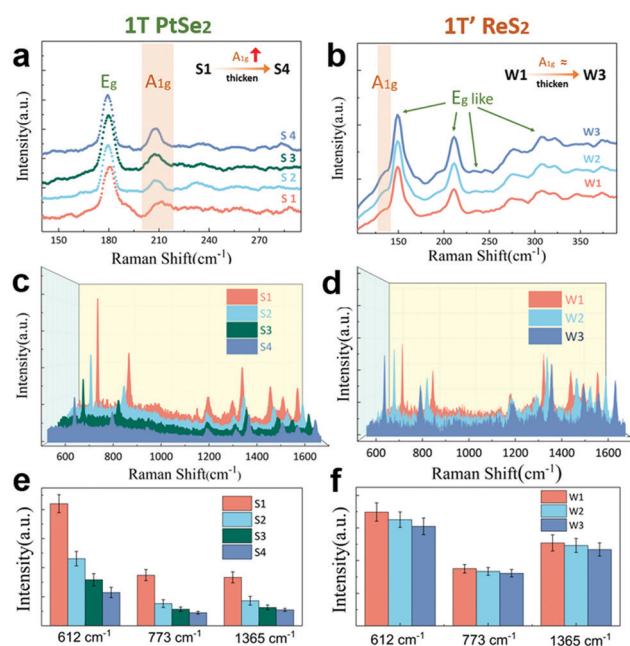 1T PtSe₂
1T' ReS₂
a
Intensity(a.u.)
Eg
A1g
A1g
S1
S4
thicken
S 4
S 3
S 2
S 1
150
180
210
240
270
Raman Shift(cm⁻¹)
b
Intensity(a.u.)
A1g
A1g ≈
W1
W3
thicken
Eg like
W3
W2
W1
150
200
250
300
350
Raman Shift(cm⁻¹)
c
Intensity(a.u.)
S1
S2
S3
S4
600
800
1000
1200
1400
1600
Raman Shift(cm⁻¹)
d
Intensity(a.u.)
W1
W2
W3
600
800
1000
1200
1400
1600
Raman Shift(cm⁻¹)
e
Intensity(a.u.)
S1
S2
S3
S4
612 cm⁻¹
773 cm⁻¹
1365 cm⁻¹
f
Intensity(a.u.)
W1
W2
W3
612 cm⁻¹
773 cm⁻¹
1365 cm⁻¹